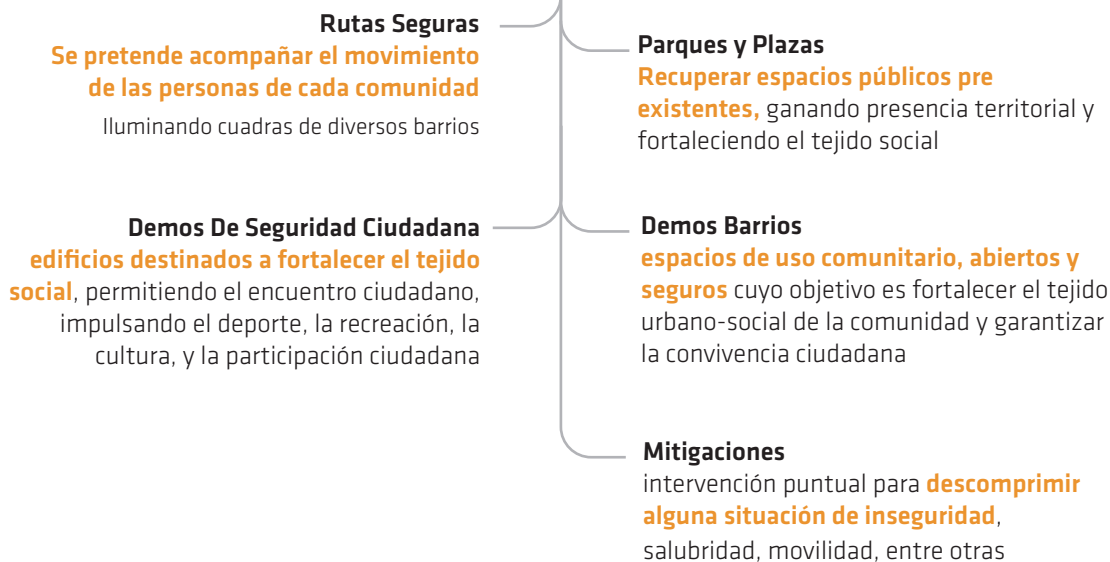 Rutas Seguras
Se pretende acompañar el movimiento
de las personas de cada comunidad
Iluminando cuadras de diversos barrios
Parques y Plazas
Recuperar espacios públicos pre
existentes, ganando presencia territorial y
fortaleciendo el tejido social
Demos De Seguridad Ciudadana
edificios destinados a fortalecer el tejido
social, permitiendo el encuentro ciudadano,
impulsando el deporte, la recreación, la
cultura, y la participación ciudadana
Demos Barrios
espacios de uso comunitario, abiertos y
seguros cuyo objetivo es fortalecer el tejido
urbano-social de la comunidad y garantizar
la convivencia ciudadana
Mitigaciones
intervención puntual para descomprimir
alguna situación de inseguridad,
salubridad, movilidad, entre otras